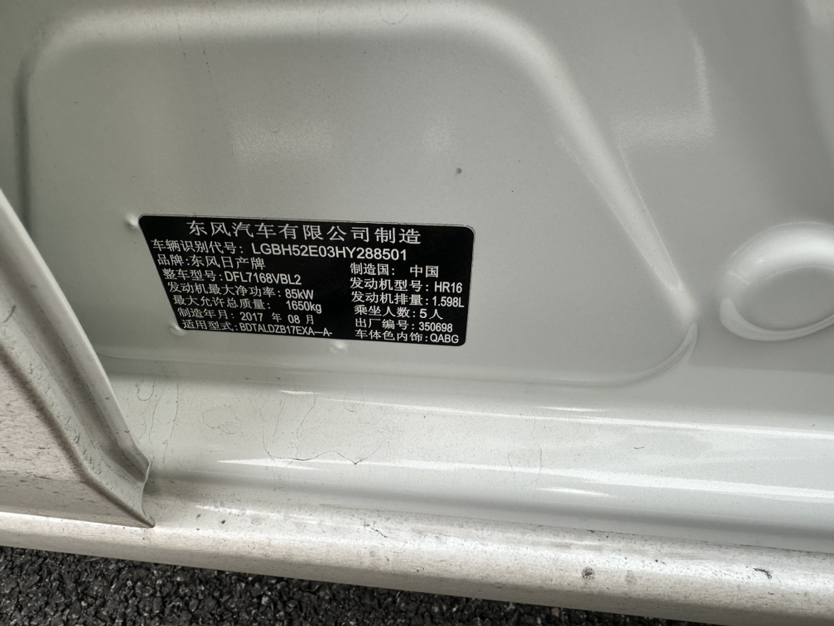 东风汽车有限公司制造
车辆识别代号: LGBH52E03HY288501
品牌:东风日产牌 制造国: 中国
整车型号:DFL7168VBL2 发动机型号: HR16
发动机最大净功率: 85kW 发动机排量: 1.598L
最大允许总质量: 1650kg 乘坐人数: 5人
制造年月: 2017 年 08 月 出厂编号: 350698
适用型式:BDTALDZB17EXA—A- 车体色内饰:QABG